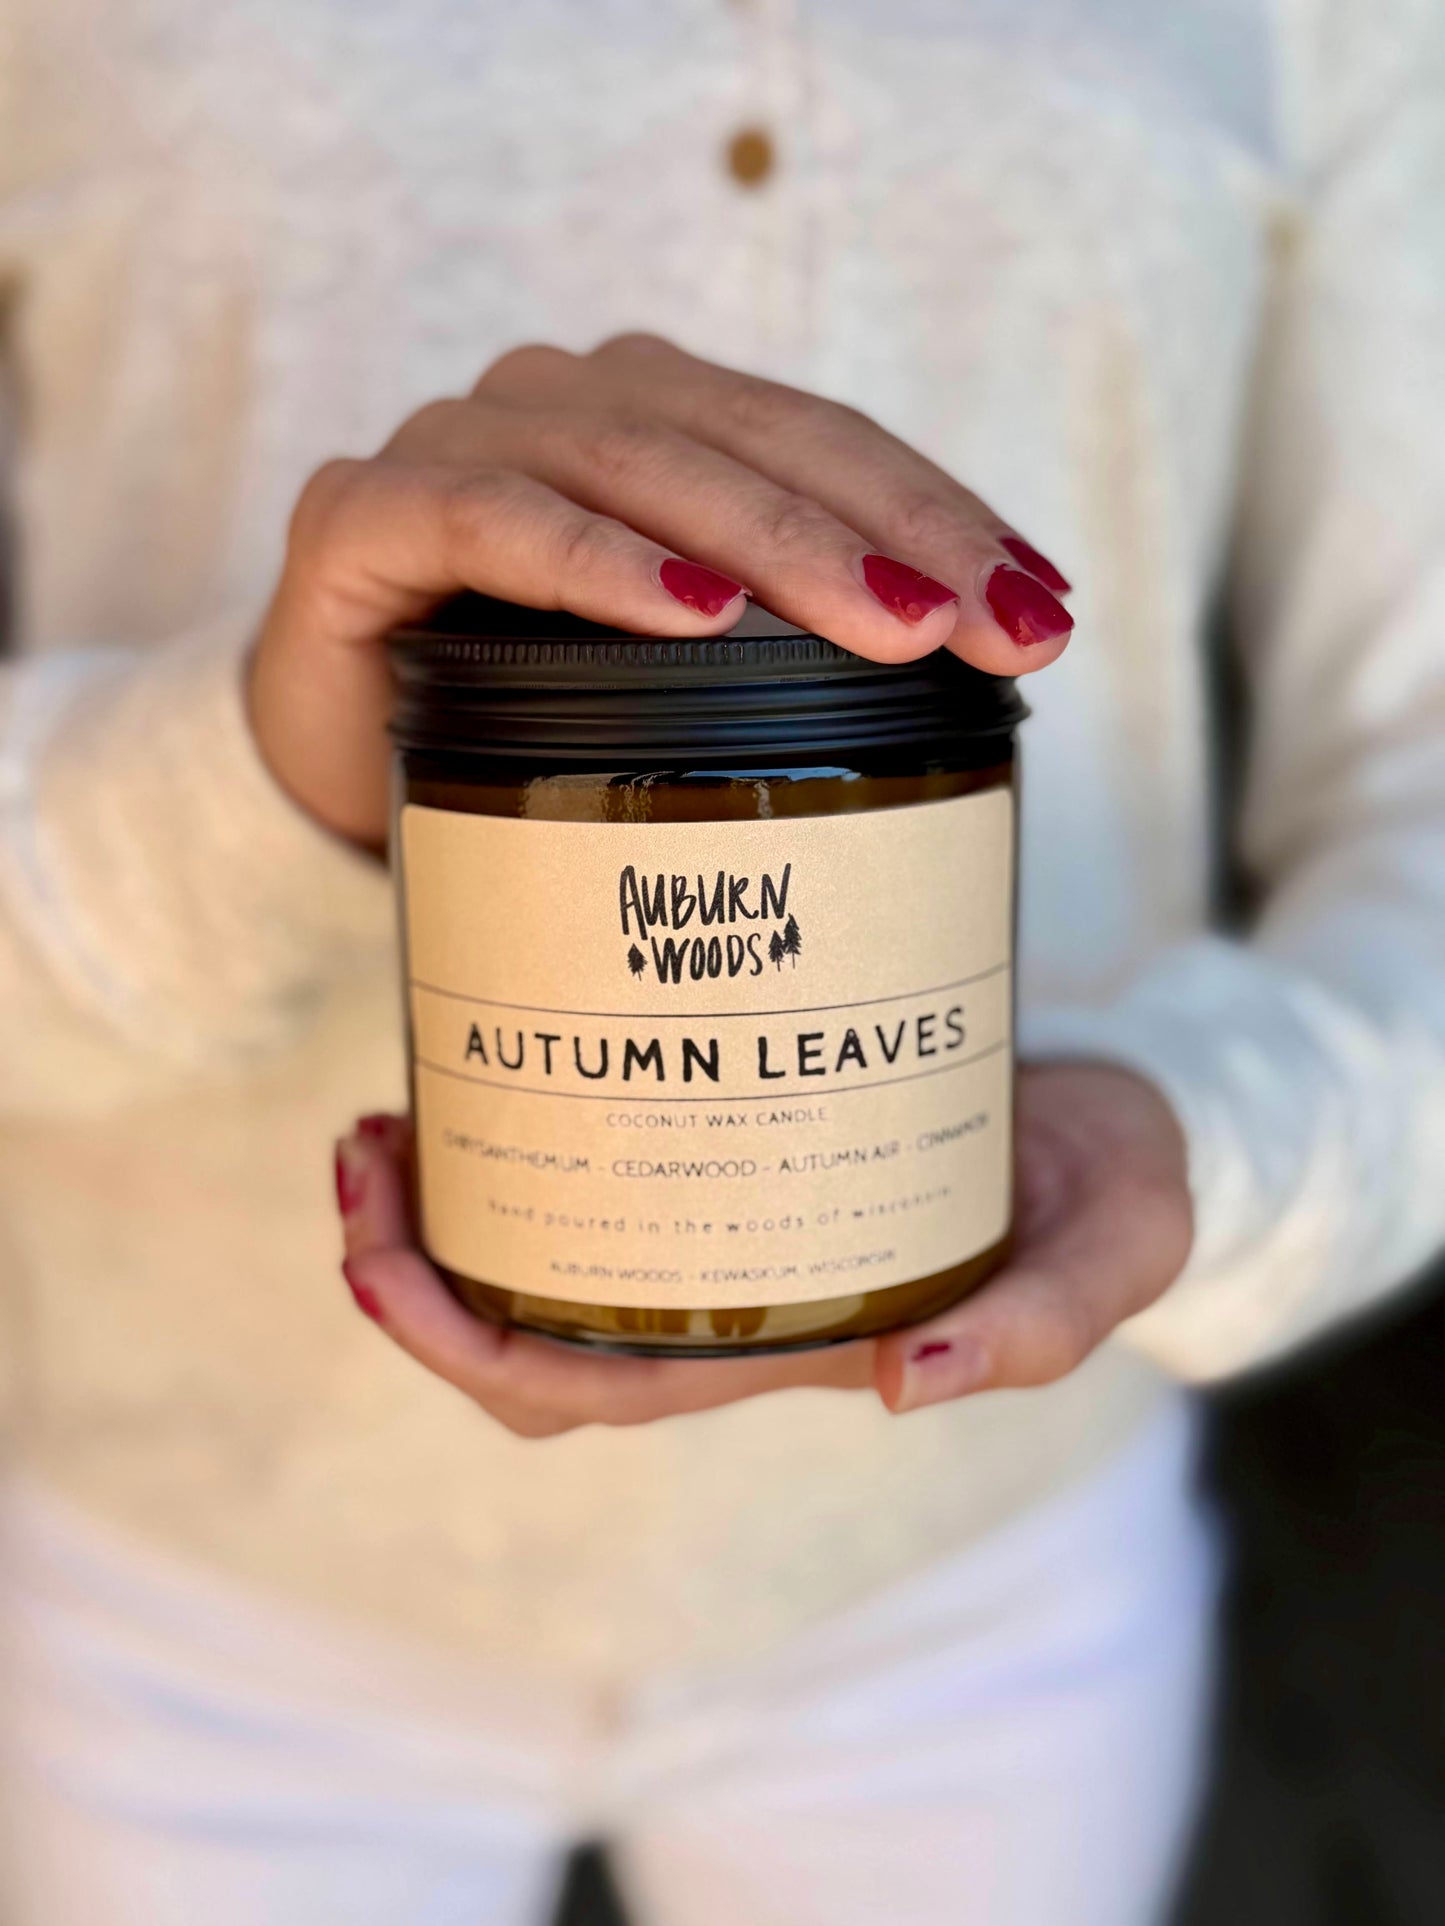 AUBURN
WOODS
AUTUMN LEAVES
COCONUT WAX CANDLE
CHRYSANTHEMUM - CEDARWOOD - AUTUMN AIR - CINNAMON
hand poured in the woods of wisconsin
AUBURN WOODS - KEWASKUM, WISCONSIN